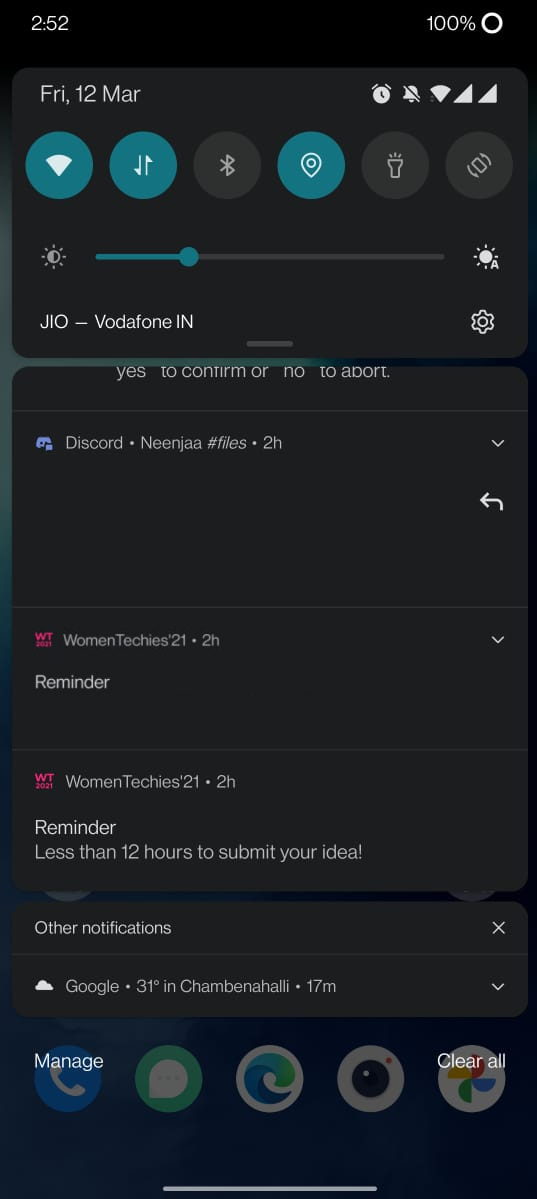 2:52
100%
Fri, 12 Mar
A
JIO — Vodafone IN
yes to confirm or no to abort.
Discord • Neenjaa #files • 2h
WT
2021
WomenTechies'21 • 2h
Reminder
WT
2021
WomenTechies'21 • 2h
Reminder
Less than 12 hours to submit your idea!
Other notifications
Google • 31° in Chambenahalli • 17m
Manage
Clear all